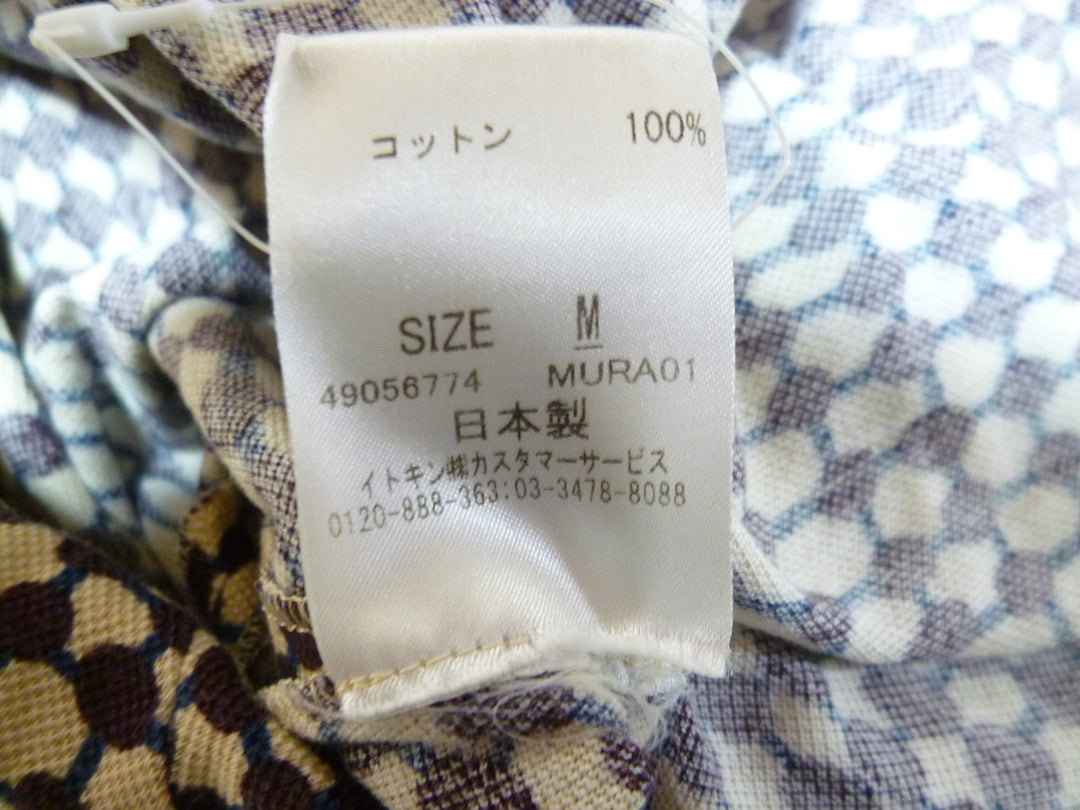 コットン 100%
SIZE M
49056774 MURA01
日本製
イトキン㈱カスタマーサービス
0120-888-363:03-3478-8088